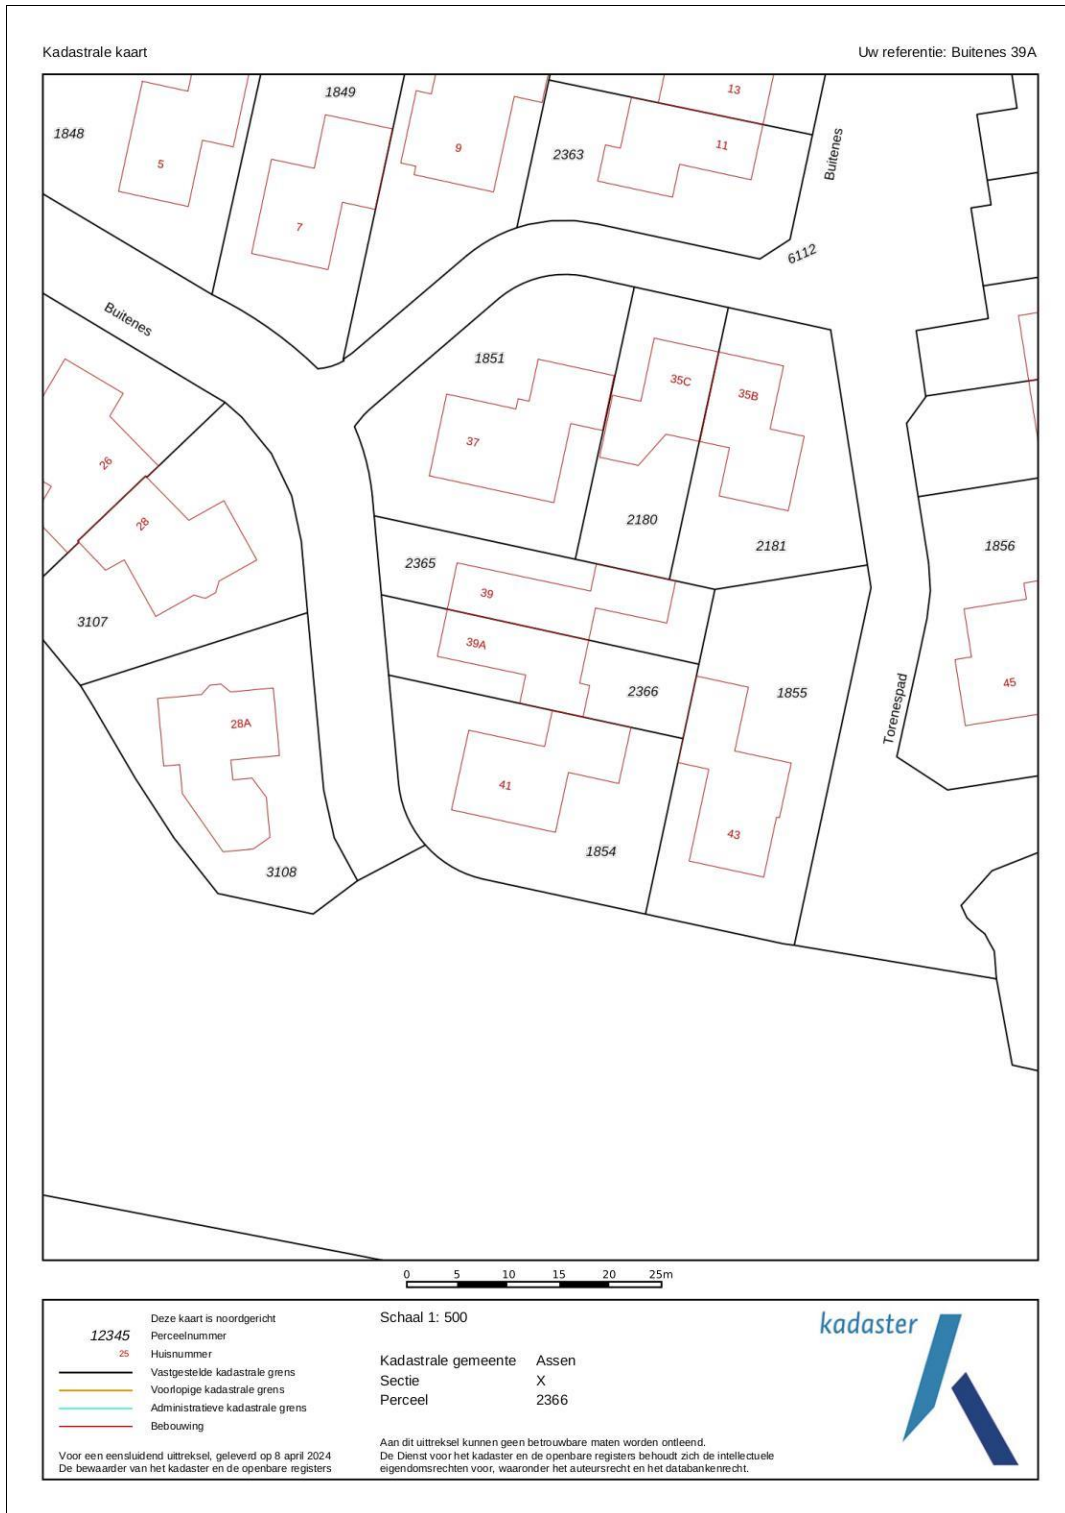 Kadastrale kaart
Uw referentie: Buitenes 39A
1848
5
1849
7
9
2363
13
11
Buitenes
6112
Buitenes
1851
37
35C
35B
2180
2181
26
28
3107
2365
39
39A
2366
1855
1856
45
Torenespad
28A
3108
41
1854
43
0 5 10 15 20 25m
Deze kaart is noordgericht
12345 Perceelnummer
25 Huisnummer
Vastgestelde kadastrale grens
Voorlopige kadastrale grens
Administratieve kadastrale grens
Bebouwing
Voor een eensluidend uittreksel, geleverd op 8 april 2024
De bewaarder van het kadaster en de openbare registers
Schaal 1: 500
Kadastrale gemeente Assen
Sectie X
Perceel 2366
Aan dit uittreksel kunnen geen betrouwbare maten worden ontleend.
De Dienst voor het kadaster en de openbare registers behoudt zich de intellectuele
eigendomsrechten voor, waaronder het auteursrecht en het databankenrecht.
kadaster